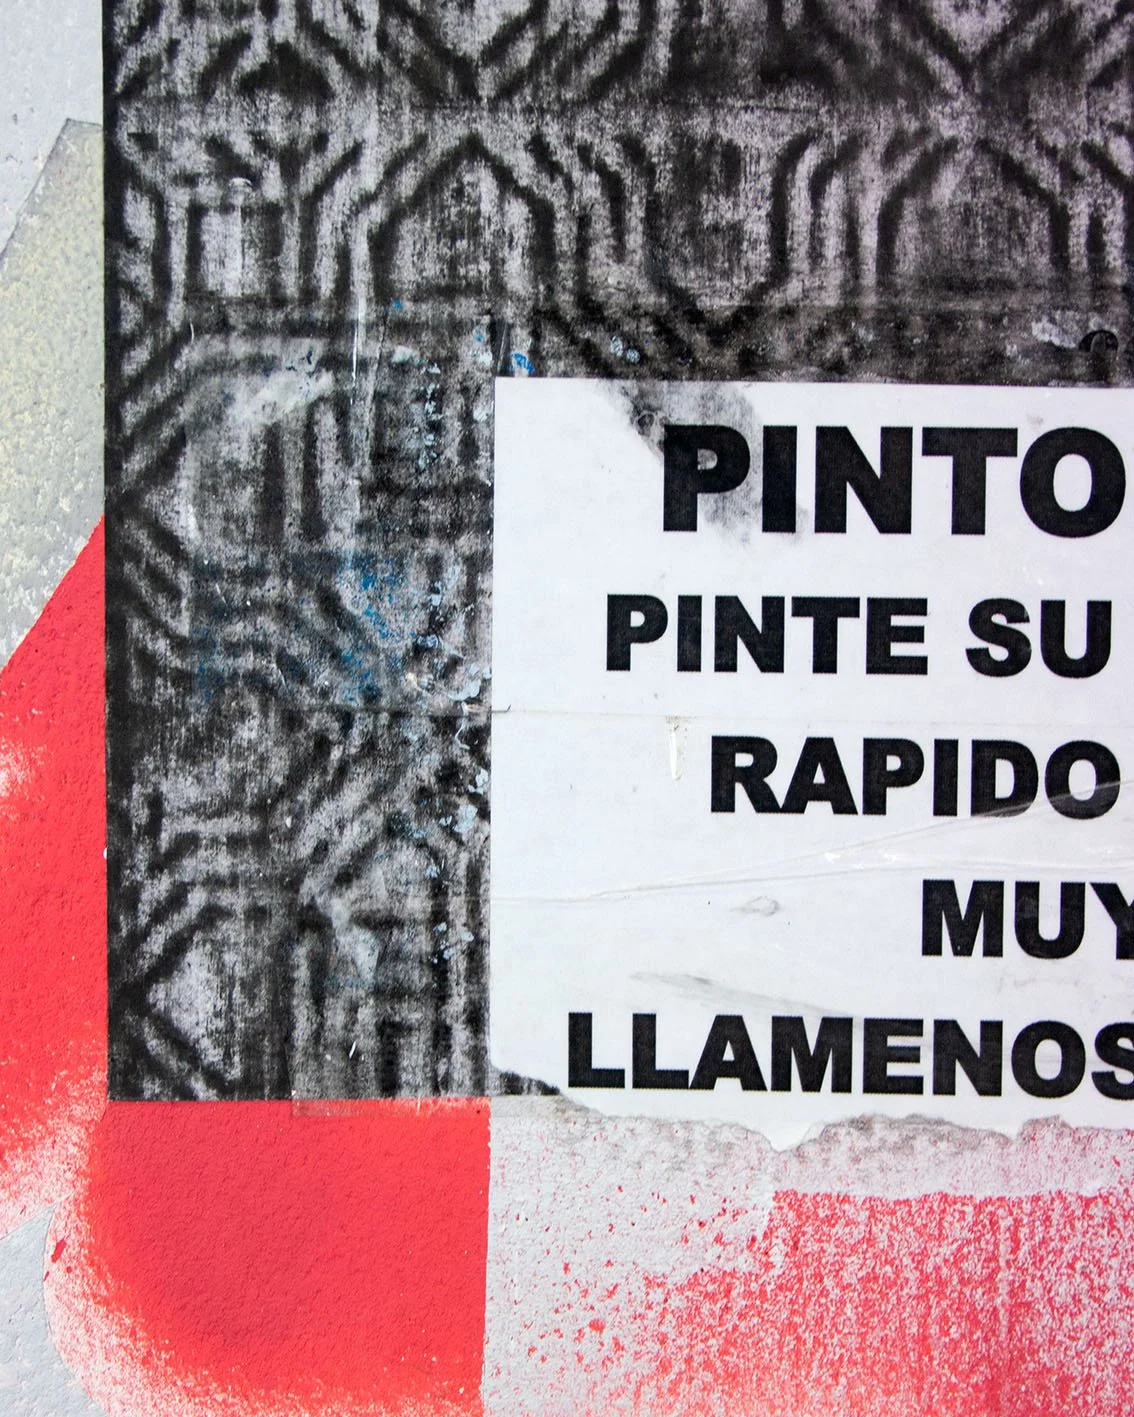 PINTO
PINTE SU
RAPIDO
MUY
LLAMENOS